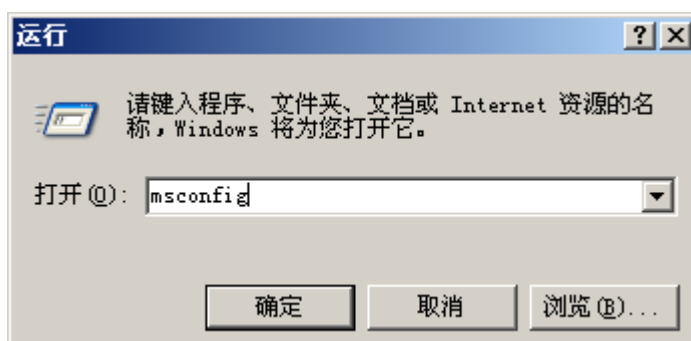 运行
请键入程序、文件夹、文档或 Internet 资源的名
称，Windows 将为您打开它。
打开(O): msconfig
确定 取消 浏览(B)...